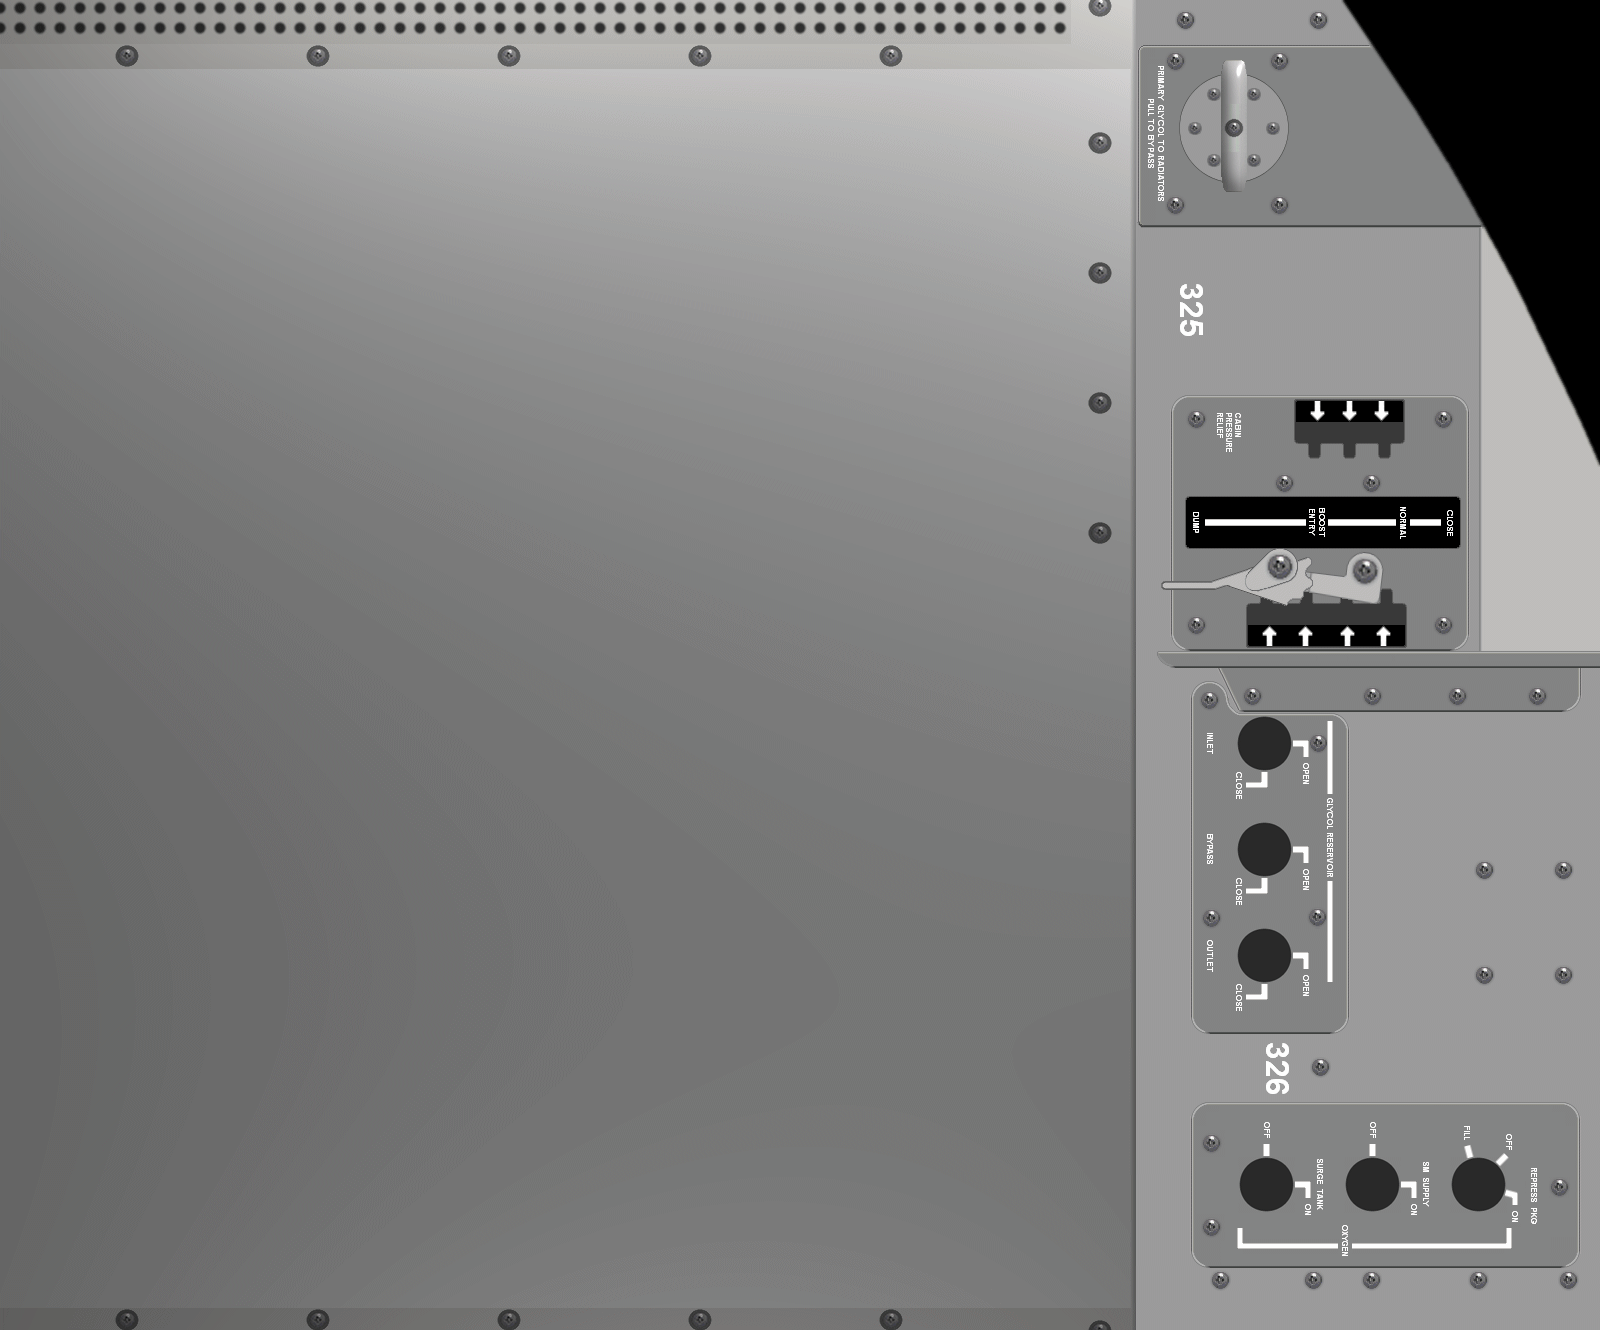 PRIMARY GLYCOL TO RADIATORS
PULL TO BYPASS
325
CABIN
PRESSURE
RELIEF
CLOSE
NORMAL
BOOST
ENTRY
DUMP
GLYCOL RESERVOIR
OPEN
CLOSE
INLET
OPEN
CLOSE
BYPASS
OPEN
CLOSE
OUTLET
326
REPRESS PKG
OFF
FILL
ON
SM SUPPLY
OFF
ON
SURGE TANK
OFF
ON
OXYGEN